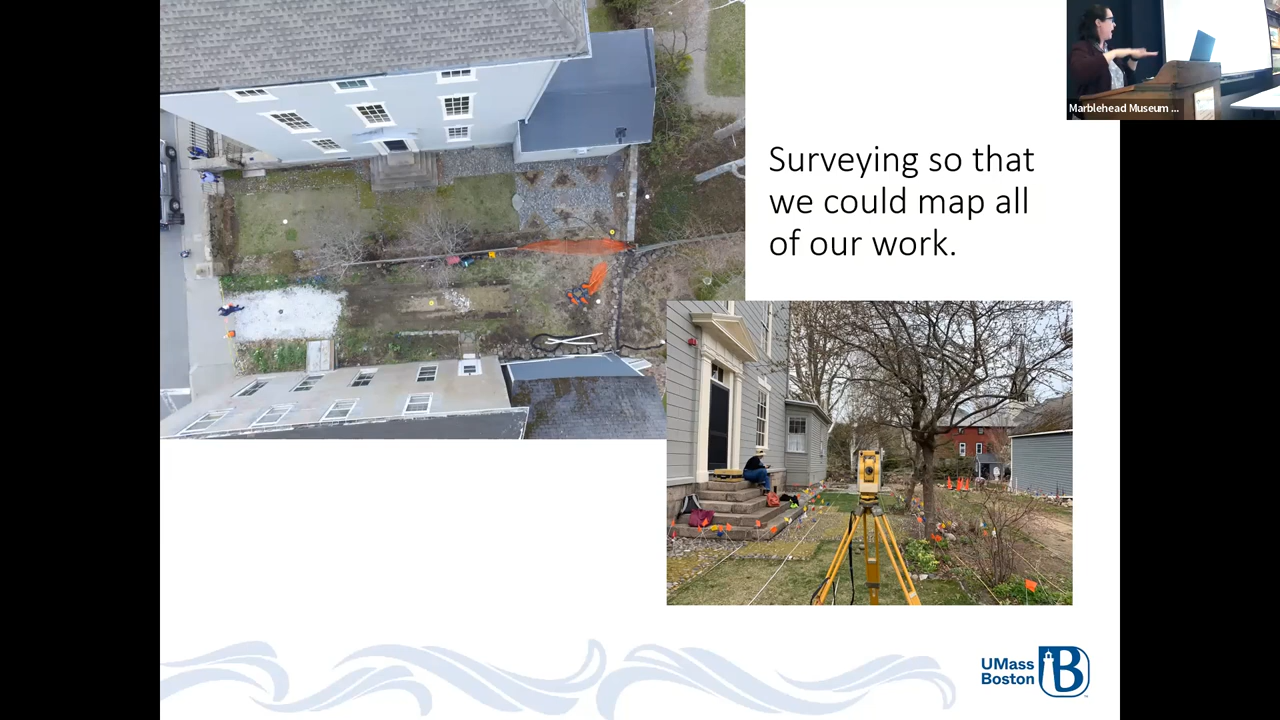 Marblehead Museum ...
Surveying so that
we could map all
of our work.
UMass
Boston
B